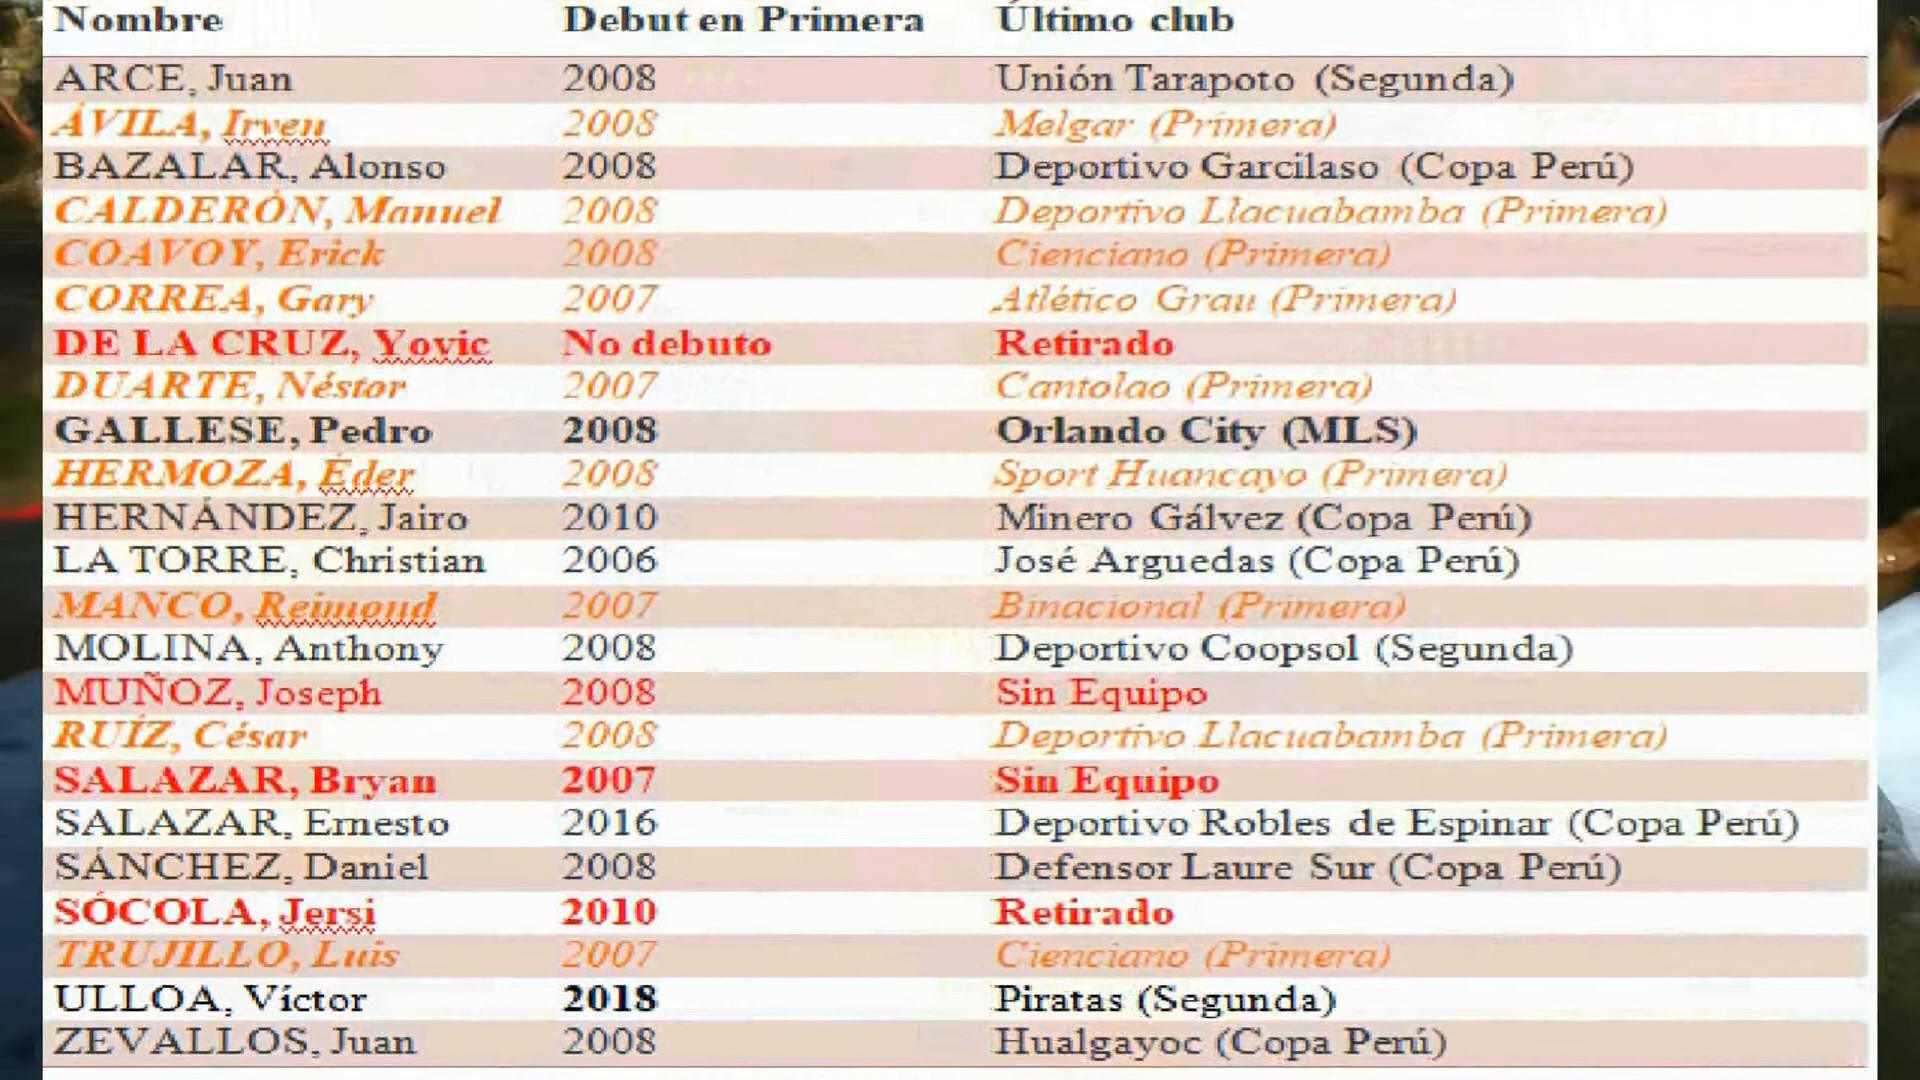 Nombre Debut en Primera Último club
ARCE, Juan 2008 Unión Tarapoto (Segunda)
ÁVILA, Irven 2008 Melgar (Primera)
BAZALAR, Alonso 2008 Deportivo Garcilaso (Copa Perú)
CALDERÓN, Manuel 2008 Deportivo Llacuabamba (Primera)
COAVOY, Erick 2008 Cienciano (Primera)
CORREA, Gary 2007 Atlético Grau (Primera)
DE LA CRUZ, Yovic No debuto Retirado
DUARTE, Néstor 2007 Cantolao (Primera)
GALLESE, Pedro 2008 Orlando City (MLS)
HERMOZA, Éder 2008 Sport Huancayo (Primera)
HERNÁNDEZ, Jairo 2010 Minero Gálvez (Copa Perú)
LA TORRE, Christian 2006 José Arguedas (Copa Perú)
MANCO, Reimond 2007 Binacional (Primera)
MOLINA, Anthony 2008 Deportivo Coopsol (Segunda)
MUÑOZ, Joseph 2008 Sin Equipo
RUÍZ, César 2008 Deportivo Llacuabamba (Primera)
SALAZAR, Bryan 2007 Sin Equipo
SALAZAR, Ernesto 2016 Deportivo Robles de Espinar (Copa Perú)
SÁNCHEZ, Daniel 2008 Defensor Laure Sur (Copa Perú)
SÓCOLA, Jersi 2010 Retirado
TRUJILLO, Luis 2007 Cienciano (Primera)
ULLOA, Víctor 2018 Piratas (Segunda)
ZEVALLOS, Juan 2008 Hualgayoc (Copa Perú)